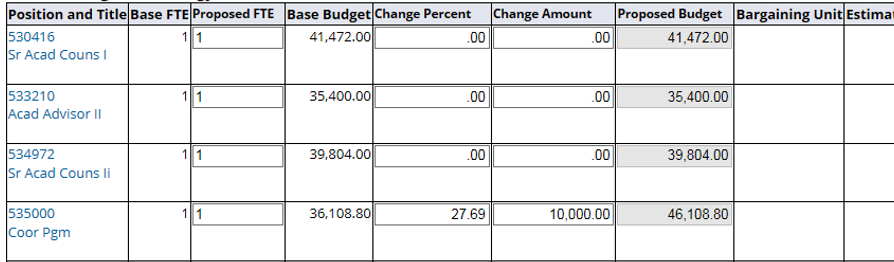 Position and Title Base FTE Proposed FTE Base Budget Change Percent Change Amount Proposed Budget Bargaining Unit Estima
530416 1 1 41,472.00 .00 .00 41,472.00
Sr Acad Couns I
533210 1 1 35,400.00 .00 .00 35,400.00
Acad Advisor II
534972 1 1 39,804.00 .00 .00 39,804.00
Sr Acad Couns Ii
535000 1 1 36,108.80 27.69 10,000.00 46,108.80
Coor Pgm